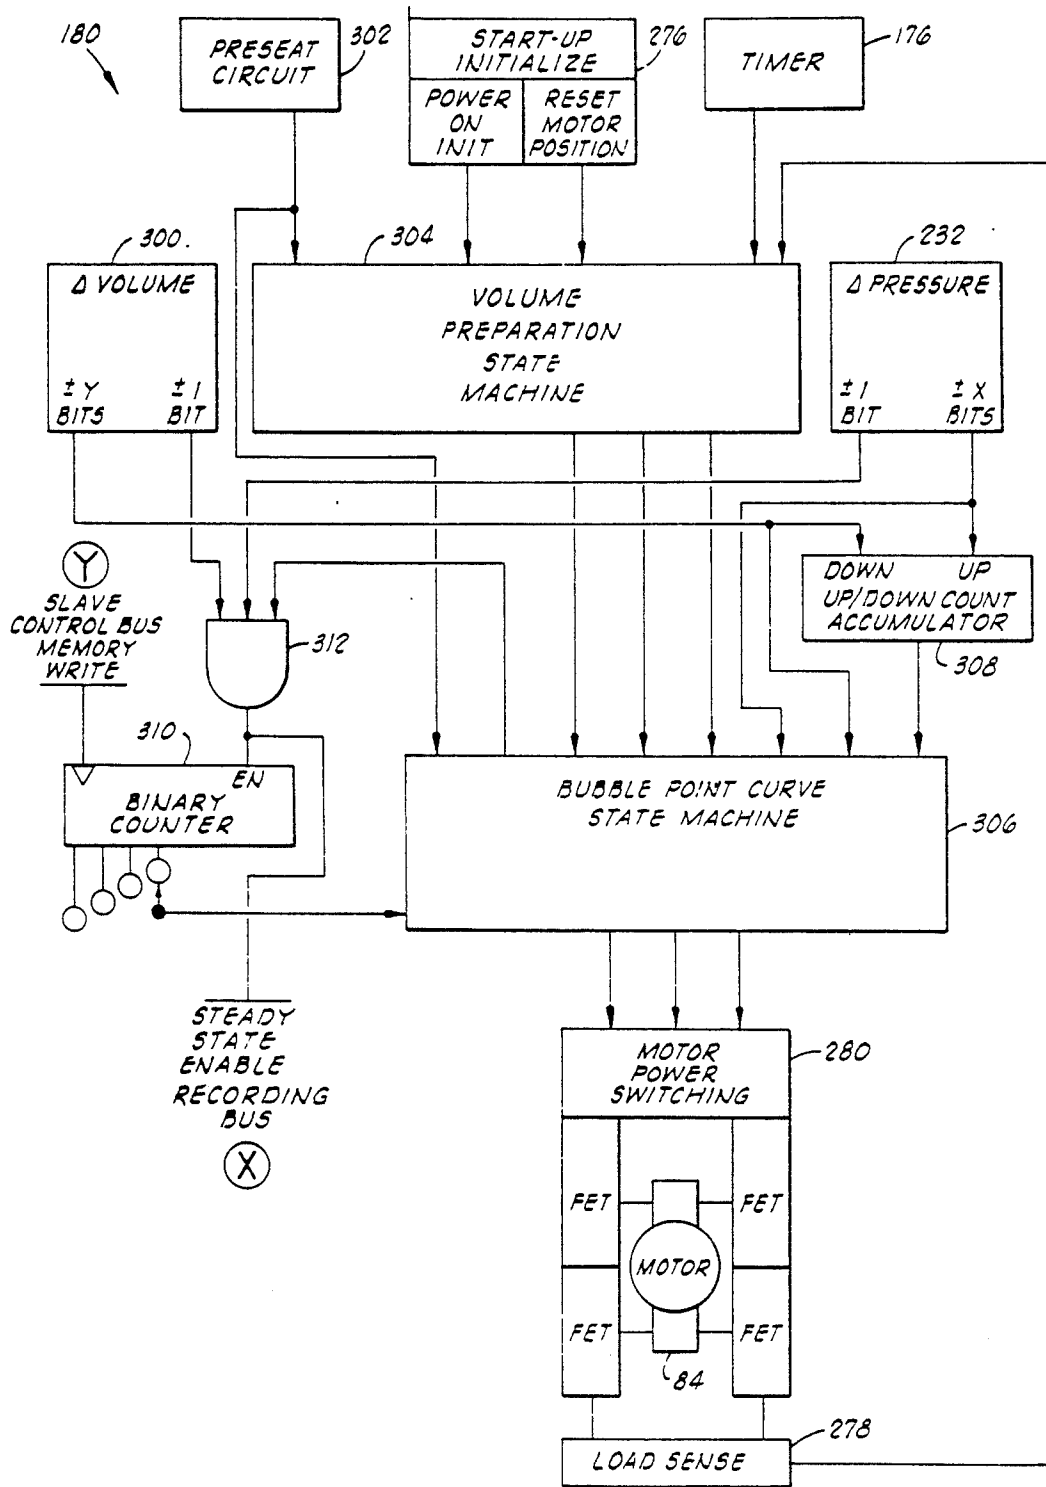 180
PRESEAT
CIRCUIT
302
START-UP
INITIALIZE
276
POWER
ON
INIT
RESET
MOTOR
POSITION
TIMER
176
300.
Δ VOLUME
± Y
BITS
± 1
BIT
304
VOLUME
PREPARATION
STATE
MACHINE
232
Δ PRESSURE
± 1
BIT
± X
BITS
DOWN UP
UP/DOWN COUNT
ACCUMULATOR
308
Y
SLAVE
CONTROL BUS
MEMORY
WRITE
312
310
EN
BINARY
COUNTER
BUBBLE POINT CURVE
STATE MACHINE
306
STEADY
STATE
ENABLE
RECORDING
BUS
X
MOTOR
POWER
SWITCHING
280
FET
FET
MOTOR
FET
FET
84
LOAD SENSE
278